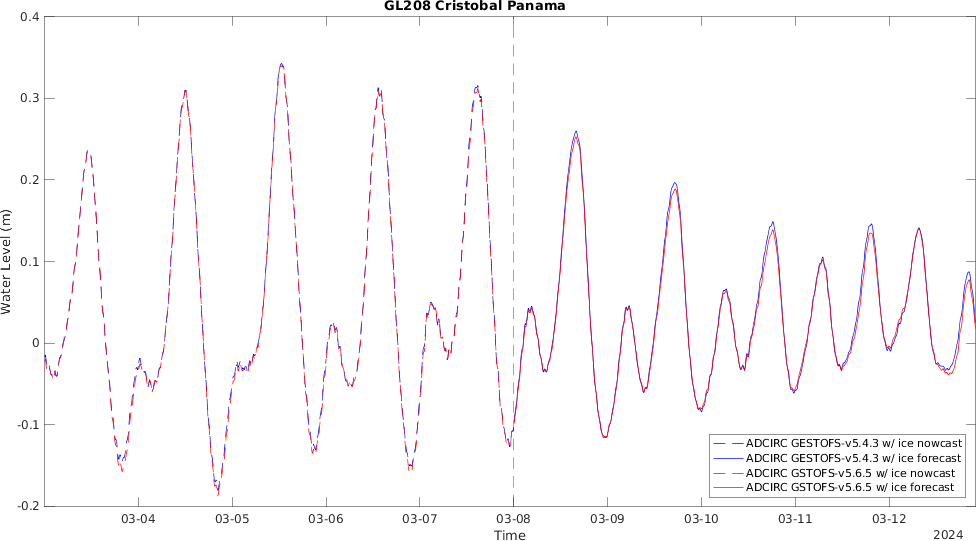 GL208 Cristobal Panama
0.4
0.3
0.2
0.1
0
-0.1
-0.2
Water Level (m)
03-04 03-05 03-06 03-07 03-08 03-09 03-10 03-11 03-12
Time
2024
ADCIRC GESTOFS-v5.4.3 w/ ice nowcast
ADCIRC GESTOFS-v5.4.3 w/ ice forecast
ADCIRC GSTOFS-v5.6.5 w/ ice nowcast
ADCIRC GSTOFS-v5.6.5 w/ ice forecast